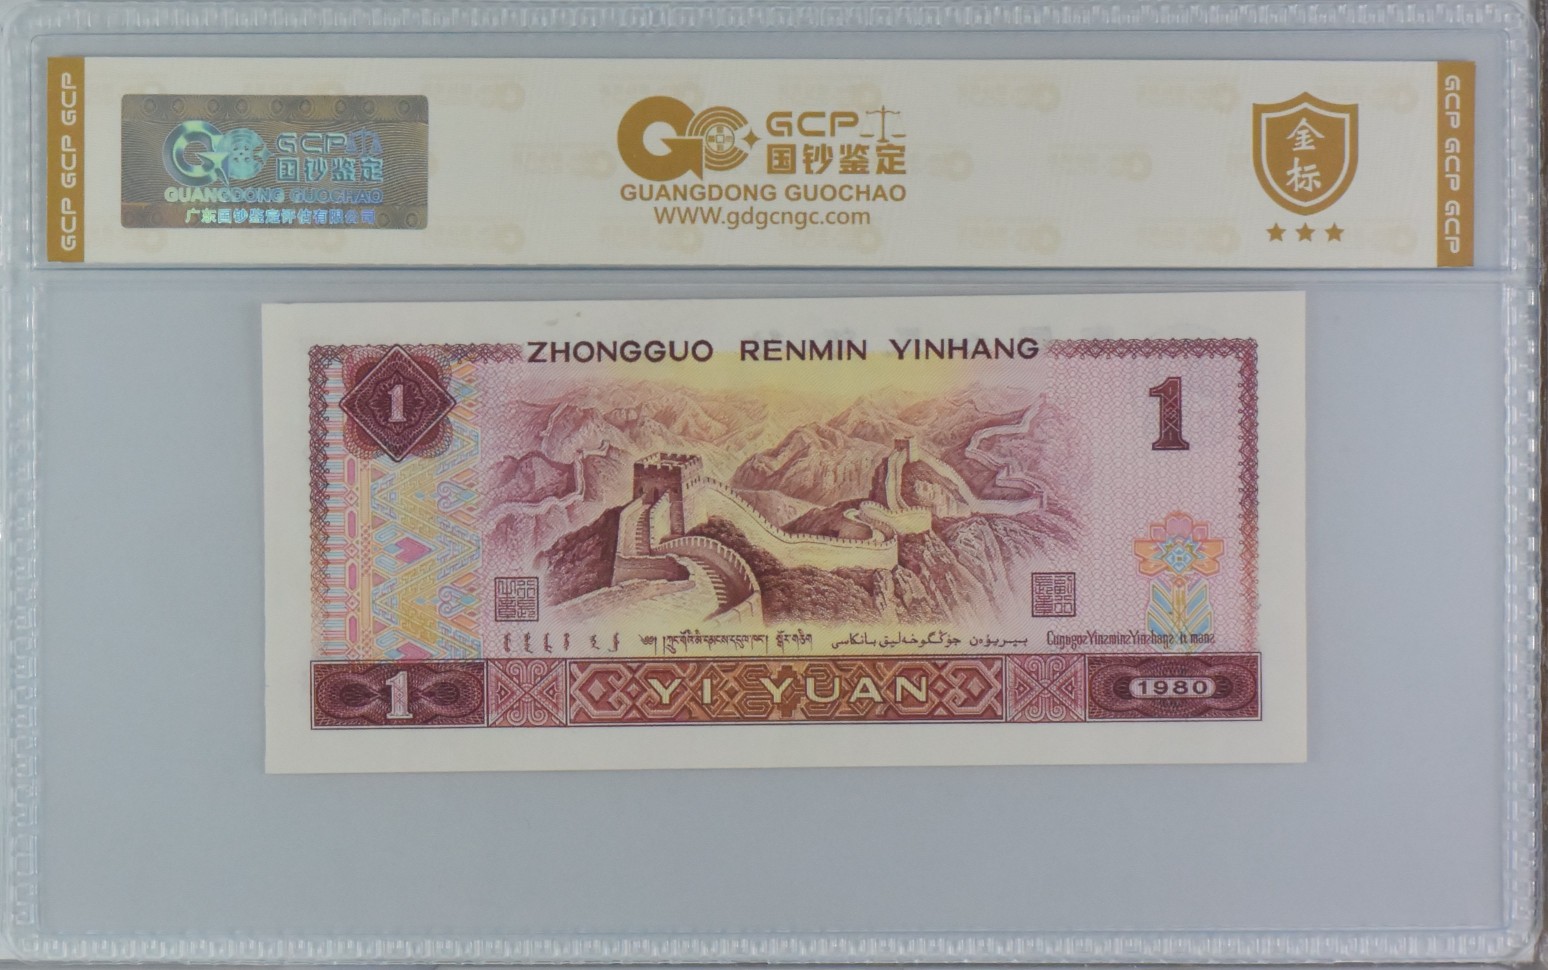 GCP GCP GCP
GCP
国钞鉴定
GUANGDONG GUOCHAO
广东国钞鉴定评估有限公司
GCP
国钞鉴定
GUANGDONG GUOCHAO
WWW.gdgcngc.com
金标
GCP GCP GCP
ZHONGGUO RENMIN YINHANG
1
1
1
YI YUAN
1980